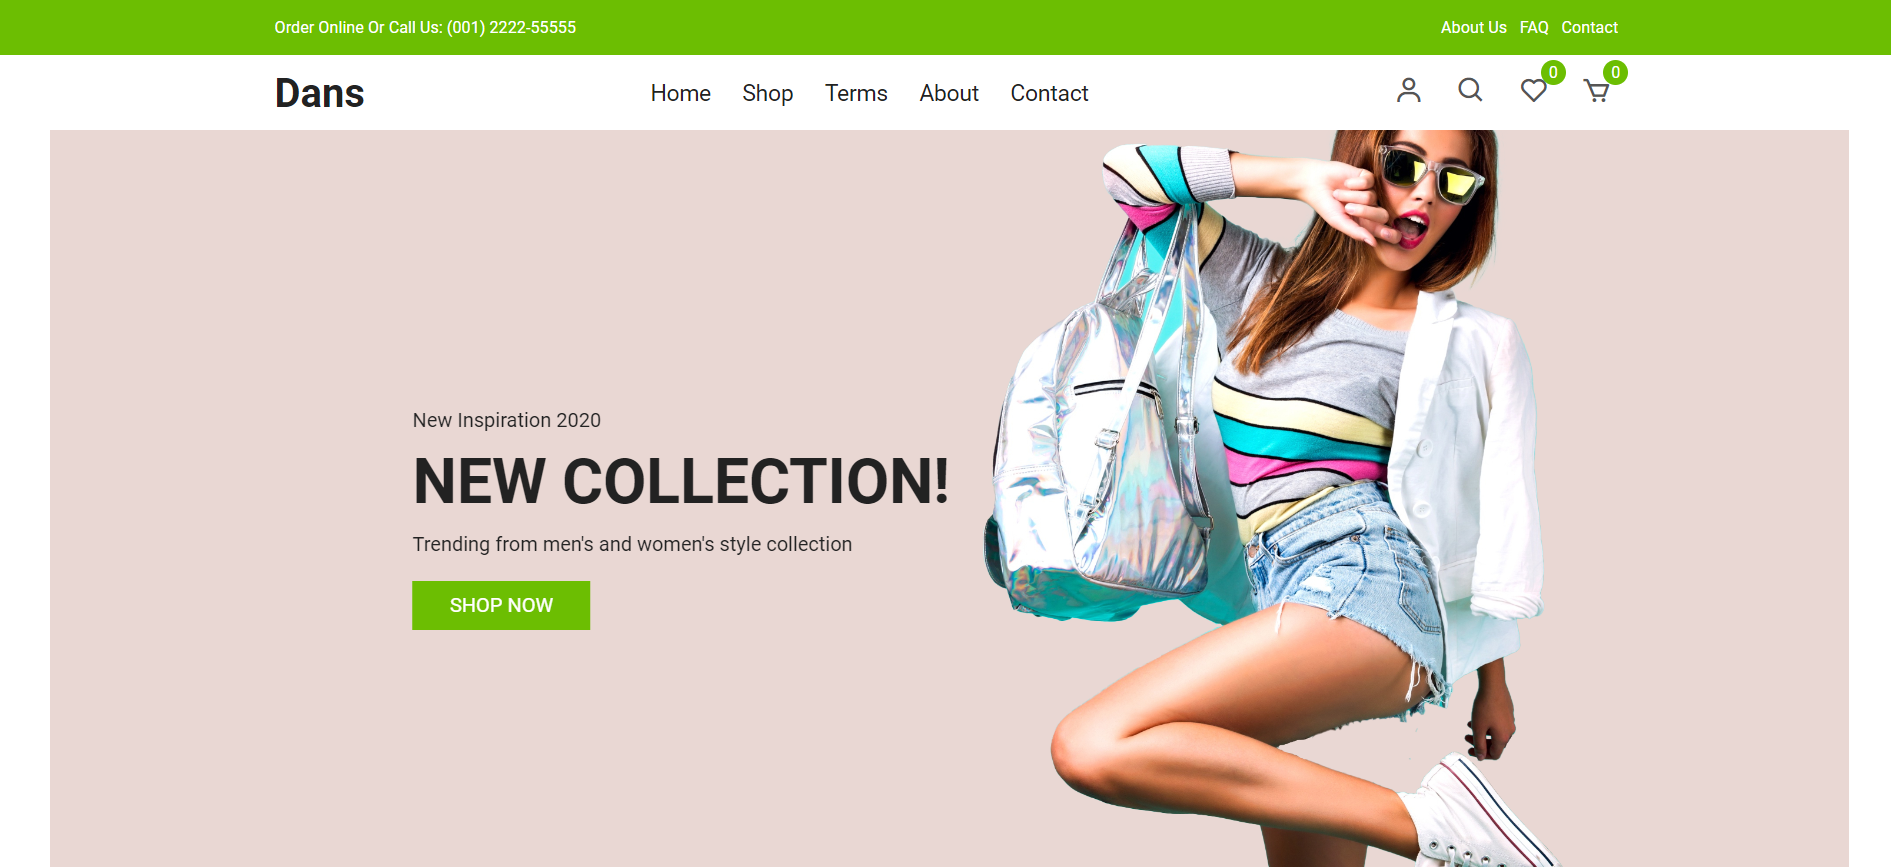 Order Online Or Call Us: (001) 2222-55555
About Us FAQ Contact
Dans
Home Shop Terms About Contact
0 0
New Inspiration 2020
NEW COLLECTION!
Trending from men's and women's style collection
SHOP NOW